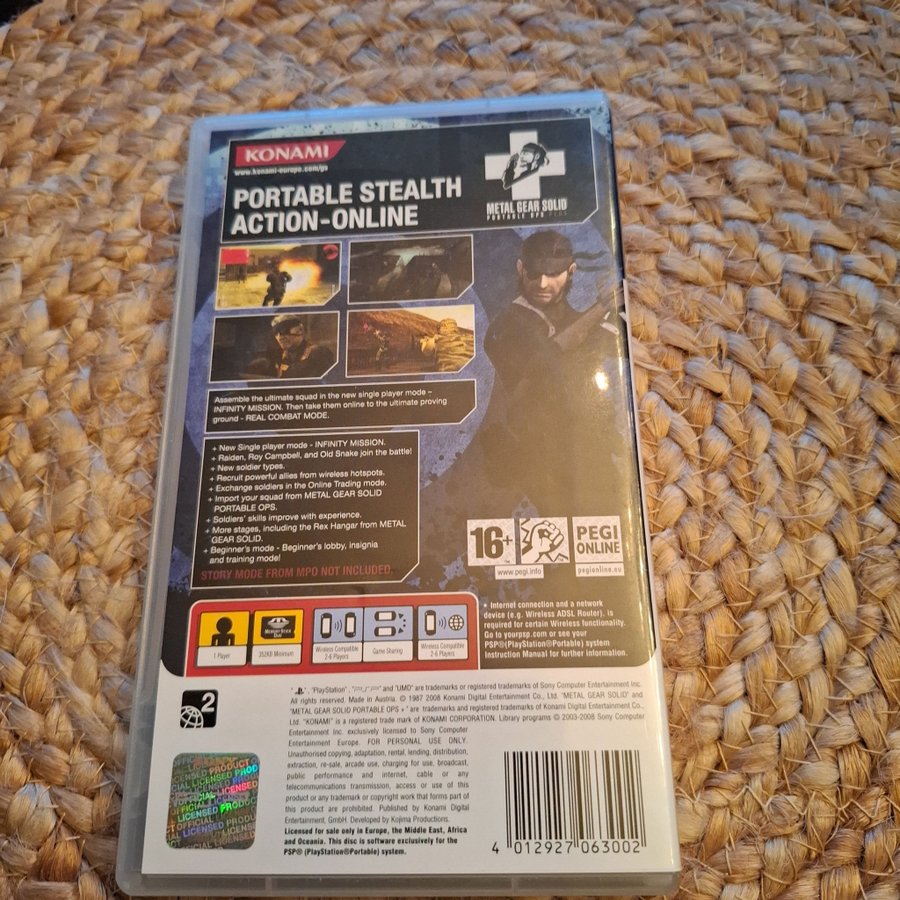 KONAMI
www.konami-europe.com/gs
PORTABLE STEALTH
ACTION-ONLINE
METAL GEAR SOLID
PORTABLE OPS PLUS
Assemble the ultimate squad in the new single player mode –
INFINITY MISSION. Then take them online to the ultimate proving
ground - REAL COMBAT MODE.
+ New Single player mode - INFINITY MISSION.
+ Raiden, Roy Campbell, and Old Snake join the battle!
+ New soldier types.
+ Recruit powerful allies from wireless hotspots.
+ Exchange soldiers in the Online Trading mode.
+ Import your squad from METAL GEAR SOLID
PORTABLE OPS.
+ Soldiers' skills improve with experience.
+ More stages, including the Rex Hangar from METAL
GEAR SOLID.
+ Beginner's mode - Beginner's lobby, insignia
and training mode!
STORY MODE FROM MPO NOT INCLUDED.
16+
www.pegi.info
PEGI
ONLINE
pegionline.eu
1 Player
MEMORY STICK
DUO
352KB Minimum
Wireless Compatible
2-6 Players
Game Sharing
Wireless Compatible
2-6 Players
• Internet connection and a network
device (e.g. Wireless ADSL Router), is
required for certain Wireless functionality.
Go to yourpsp.com or see your
PSP®(PlayStation®Portable) system
Instruction Manual for further information.
2
" ", "PlayStation", "PSP" and "UMD" are trademarks or registered trademarks of Sony Computer Entertainment Inc.
All rights reserved. Made in Austria. © 1987 2008 Konami Digital Entertainment Co., Ltd. "METAL GEAR SOLID" and
"METAL GEAR SOLID PORTABLE OPS +" are trademarks and registered trademarks of Konami Digital Entertainment Co.,
Ltd. "KONAMI" is a registered trade mark of KONAMI CORPORATION. Library programs © 2003-2008 Sony Computer
Entertainment Inc. exclusively licensed to Sony Computer
Entertainment Europe. FOR PERSONAL USE ONLY.
Unauthorised copying, adaptation, rental, lending, distribution,
extraction, re-sale, arcade use, charging for use, broadcast,
public performance and internet, cable or any
telecommunications transmission, access or use of this
product or any trademark or copyright work that forms part of
this product are prohibited. Published by Konami Digital
Entertainment, GmbH. Developed by Kojima Productions.
Licensed for sale only in Europe, the Middle East, Africa
and Oceania. This disc is software exclusively for the
PSP® (PlayStation®Portable) system.
OFFICIAL LICENSED PRODUCT
4 012927 063002